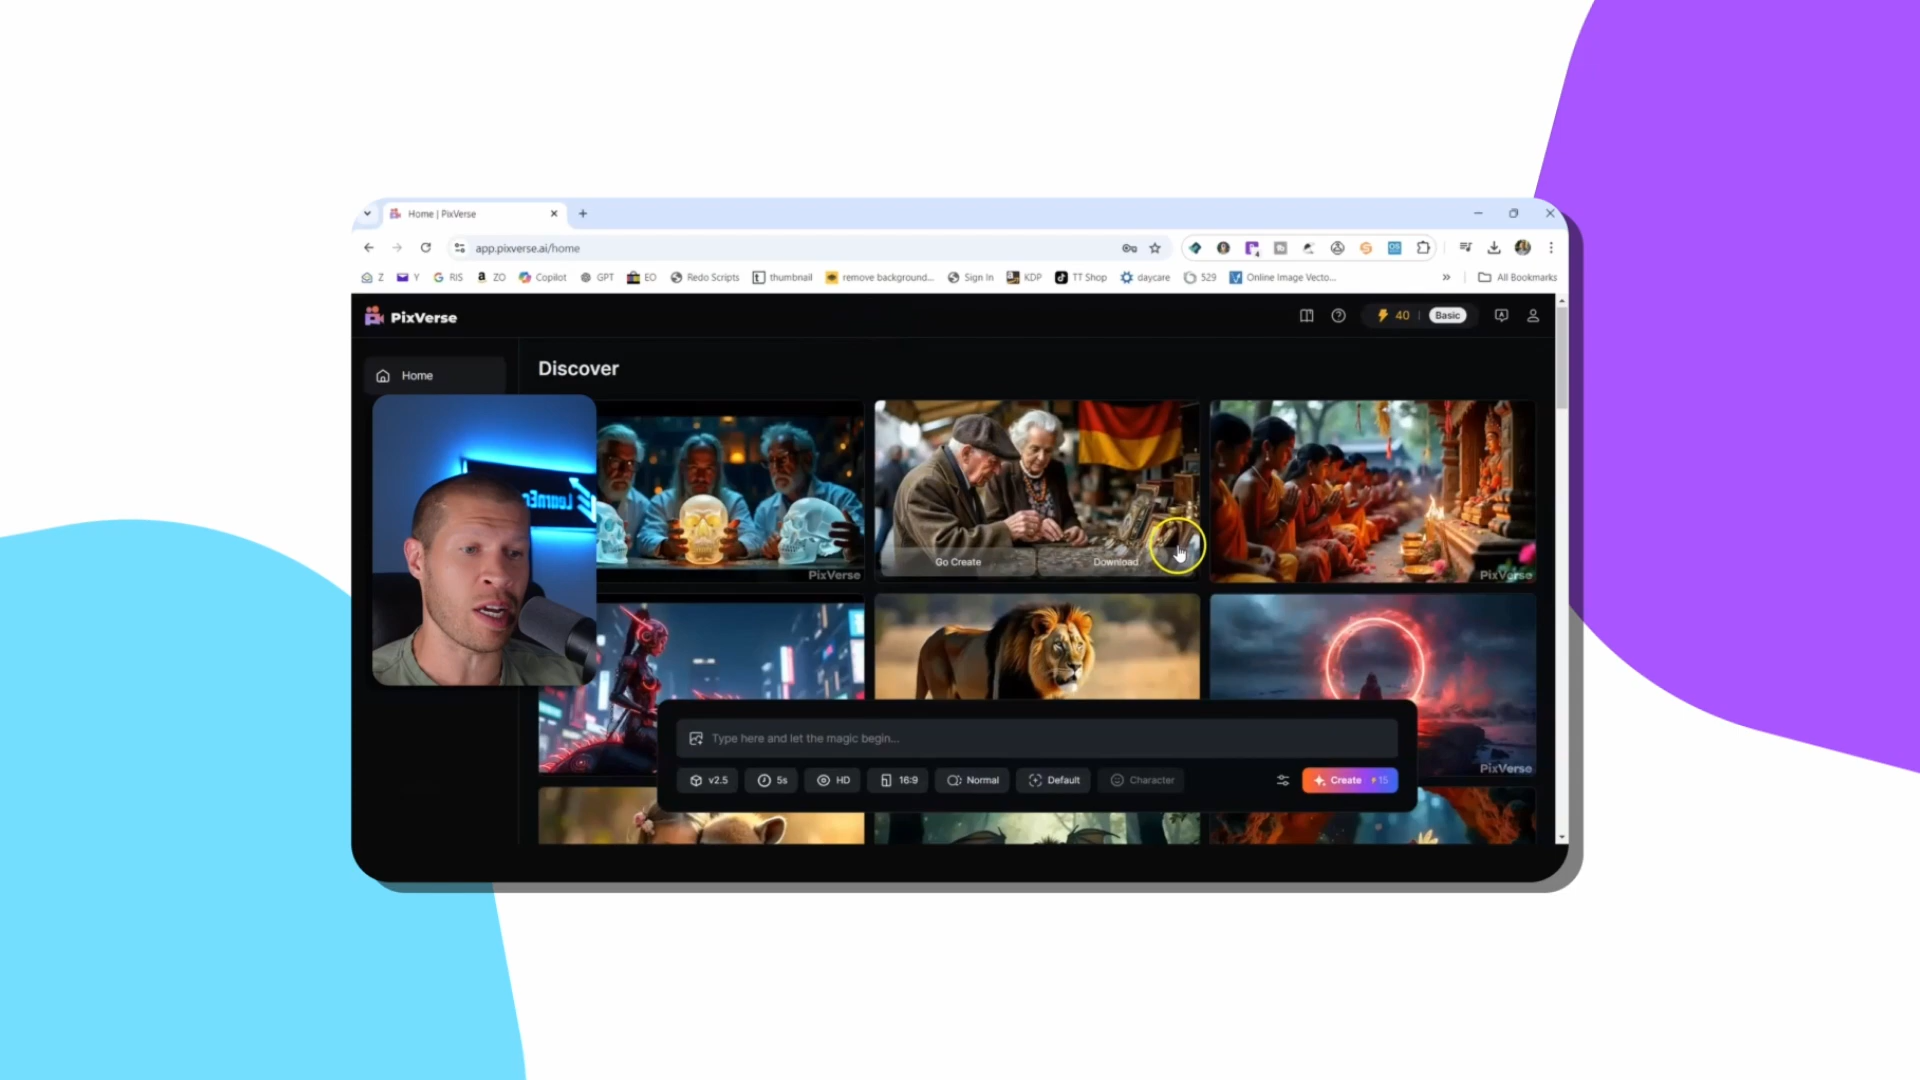 Home | PixVerse
app.pixverse.ai/home
Z Y RIS ZO Copilot GPT EO Redo Scripts thumbnail remove background... Sign In KDP TT Shop daycare 529 Online Image Vecto... » All Bookmarks
PixVerse
40 | Basic
Home
Discover
PixVerse
Go Create
Download
PixVerse
PixVerse
Type here and let the magic begin...
v2.5 5s HD 16:9 Normal Default Character Create 15